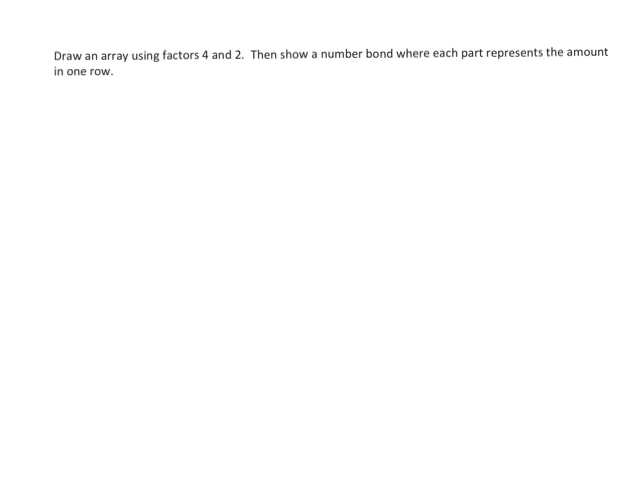 Draw an array using factors 4 and 2.  Then show a number bond where each part represents the amount
in one row.